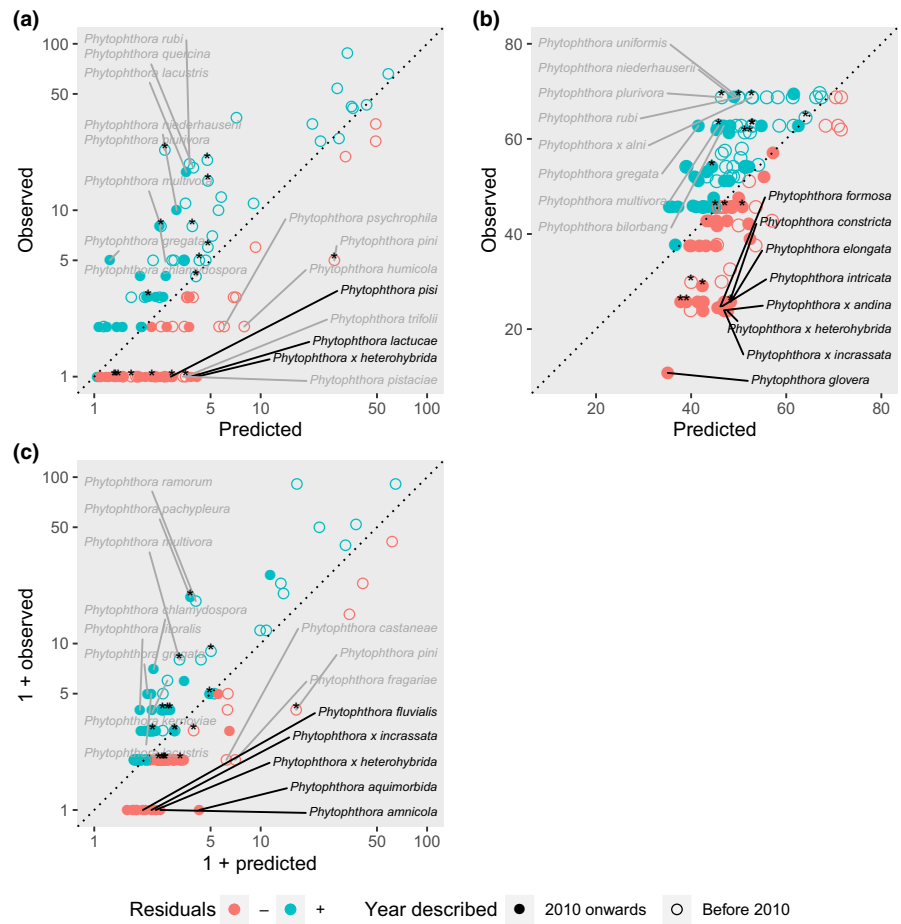 (a)
Observed
100
50
10
5
1
Phytophthora rubi
Phytophthora quercina
Phytophthora lacustris
Phytophthora niederhauserii
Phytophthora plurivora
Phytophthora multivora
Phytophthora gregata
Phytophthora chlamydospora
Phytophthora psychrophila
Phytophthora pini
Phytophthora humicola
Phytophthora pisi
Phytophthora trifolii
Phytophthora lactucae
Phytophthora x heterohybrida
Phytophthora pistaciae
1 5 10 50 100
Predicted
(b)
Observed
80
60
40
20
Phytophthora uniformis
Phytophthora niederhauserii
Phytophthora plurivora
Phytophthora rubi
Phytophthora x alni
Phytophthora gregata
Phytophthora multivora
Phytophthora bilorbang
Phytophthora formosa
Phytophthora constricta
Phytophthora elongata
Phytophthora intricata
Phytophthora x andina
Phytophthora x heterohybrida
Phytophthora x incrassata
Phytophthora glovera
20 40 60 80
Predicted
(c)
1 + observed
100
50
10
5
1
Phytophthora ramorum
Phytophthora pachypleura
Phytophthora multivora
Phytophthora chlamydospora
Phytophthora litoralis
Phytophthora gregata
Phytophthora kernoviae
Phytophthora lacustris
Phytophthora castaneae
Phytophthora pini
Phytophthora fragariae
Phytophthora fluvialis
Phytophthora x incrassata
Phytophthora x heterohybrida
Phytophthora aquimorbida
Phytophthora amnicola
1 5 10 50 100
1 + predicted
Residuals – + Year described 2010 onwards Before 2010